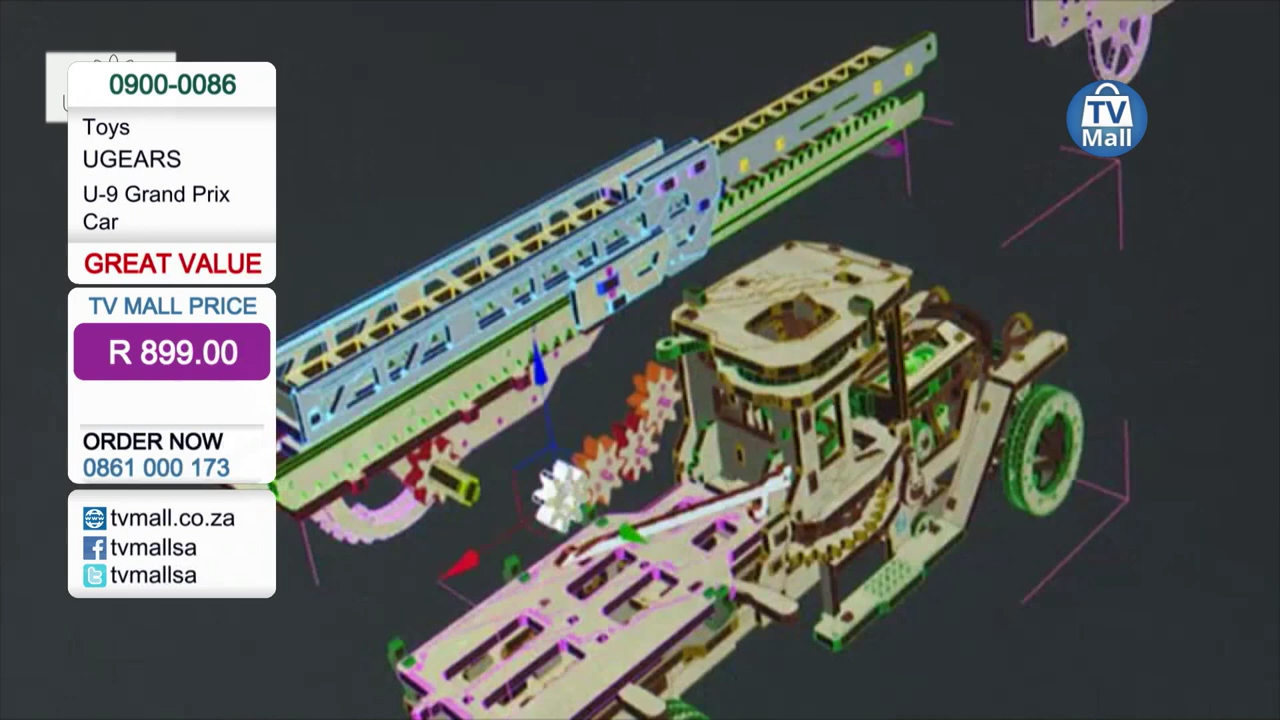 0900-0086
Toys
UGEARS
U-9 Grand Prix
Car
GREAT VALUE
TV MALL PRICE
R 899.00
ORDER NOW
0861 000 173
tvmall.co.za
tvmallsa
tvmallsa
TV
Mall